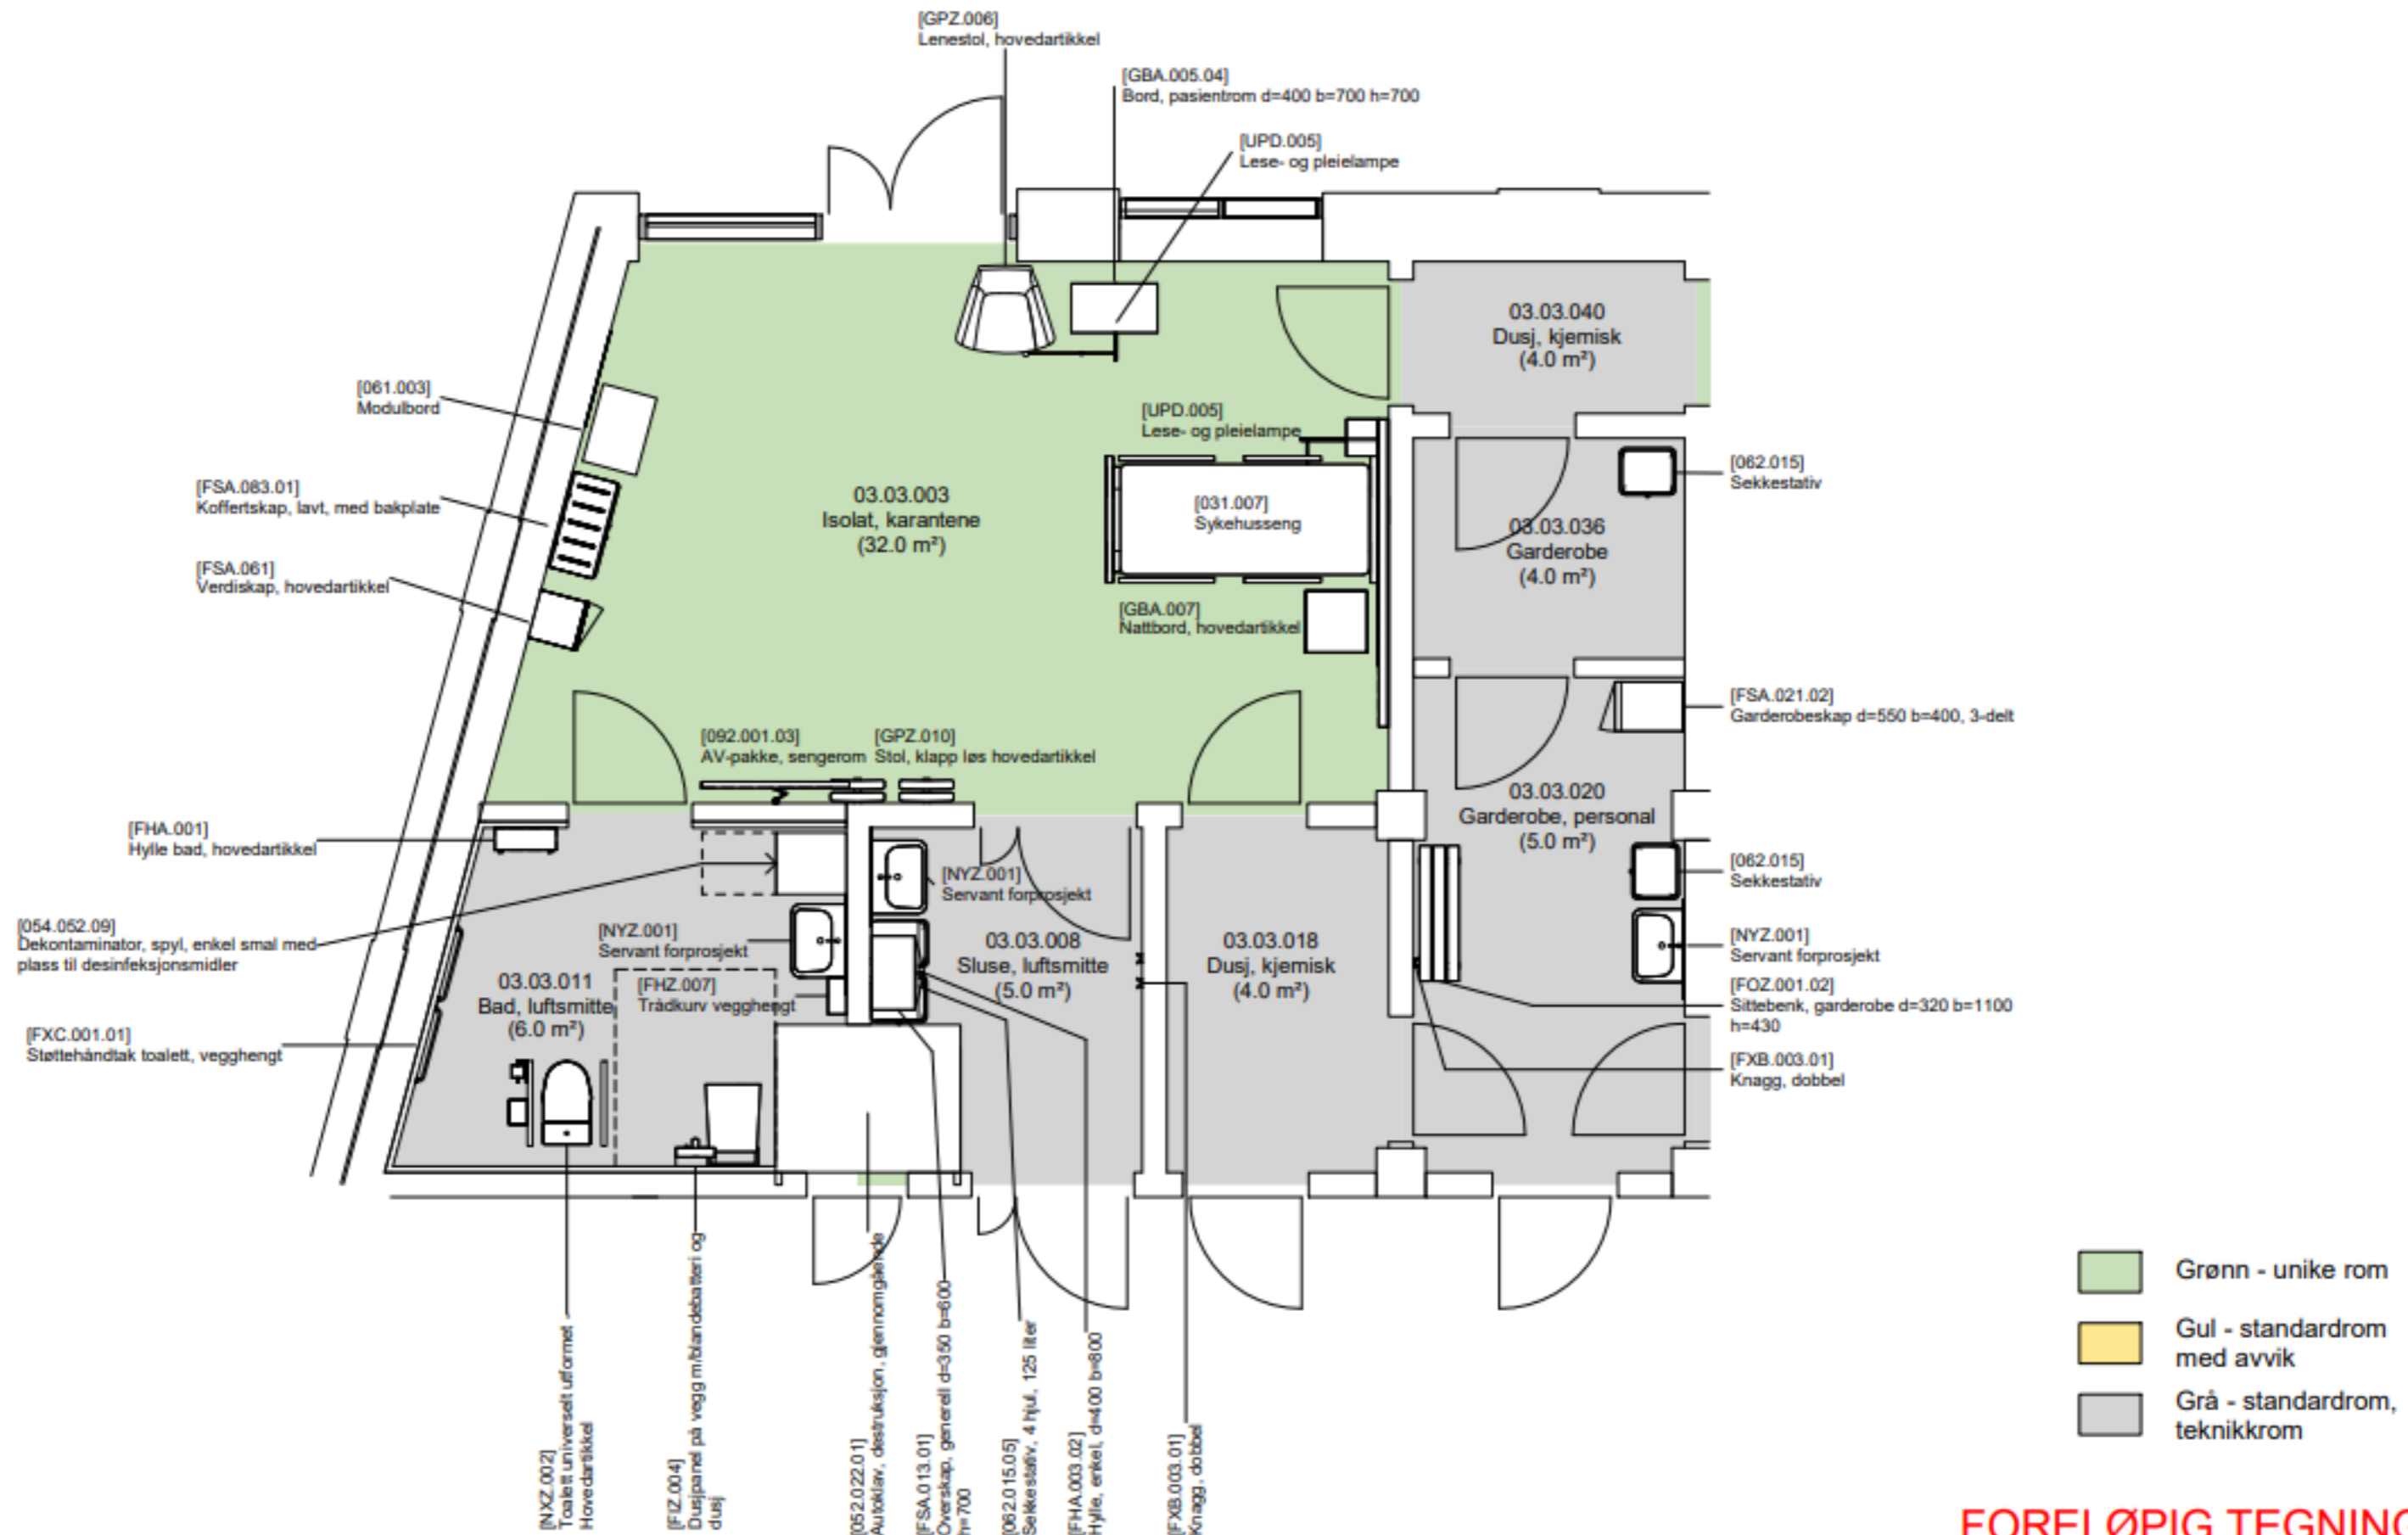 [GPZ.006]
Lenestol, hovedartikkel
[GBA.005.04]
Bord, pasientrom d=400 b=700 h=700
[UPD.005]
Lese- og pleielampe
03.03.040
Dusj, kjemisk
(4.0 m²)
[061.003]
Modulbord
[UPD.005]
Lese- og pleielampe
[062.015]
Sekkestativ
[FSA.083.01]
Koffertskap, lavt, med bakplate
03.03.003
Isolat, karantene
(32.0 m²)
[031.007]
Sykehusseng
03.03.036
Garderobe
(4.0 m²)
[FSA.061]
Verdiskap, hovedartikkel
[GBA.007]
Nattbord, hovedartikkel
[FSA.021.02]
Garderobeskap d=550 b=400, 3-delt
[092.001.03]
AV-pakke, sengerom
[GPZ.010]
Stol, klapp løs hovedartikkel
03.03.020
Garderobe, personal
(5.0 m²)
[FHA.001]
Hylle bad, hovedartikkel
[NYZ.001]
Servant forprosjekt
[062.015]
Sekkestativ
[054.052.09]
Dekontaminator, spyl, enkel smal med
plass til desinfeksjonsmidler
[NYZ.001]
Servant forprosjekt
03.03.008
Sluse, luftsmitte
(5.0 m²)
03.03.018
Dusj, kjemisk
(4.0 m²)
[NYZ.001]
Servant forprosjekt
03.03.011
Bad, luftsmitte
(6.0 m²)
[FHZ.007]
Trådkurv vegghengt
[FOZ.001.02]
Sittebenk, garderobe d=320 b=1100
h=430
[FXC.001.01]
Støttehåndtak toalett, vegghengt
[FXB.003.01]
Knagg, dobbel
[NXZ.002]
Toalett universelt utformet
Hovedartikkel
[FIZ.004]
Dusjpanel på vegg m/blandebatteri og
dusj
[052.022.01]
Autoklav, destruksjon, gjennomgående
[FSA.013.01]
Overskap, generell d=350 b=600
h=700
[062.015.05]
Sekkestativ, 4 hjul, 125 liter
[FHA.003.02]
Hylle, enkel, d=400 b=800
[FXB.003.01]
Knagg, dobbel
Grønn - unike rom
Gul - standardrom
med avvik
Grå - standardrom,
teknikkrom
FORELØPIG TEGNING